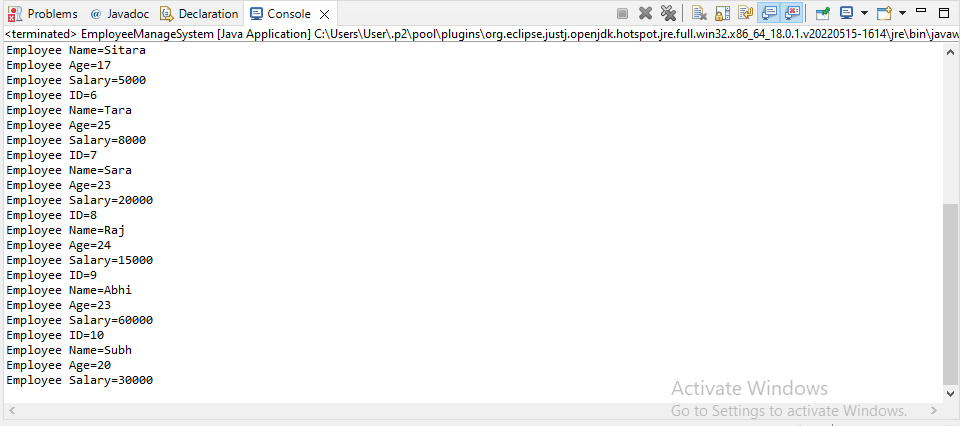 Problems @ Javadoc Declaration Console
<terminated> EmployeeManageSystem [Java Application] C:\Users\User\.p2\pool\plugins\org.eclipse.justj.openjdk.hotspot.jre.full.win32.x86_64_18.0.1.v20220515-1614\jre\bin\javaw
Employee Name=Sitara
Employee Age=17
Employee Salary=5000
Employee ID=6
Employee Name=Tara
Employee Age=25
Employee Salary=8000
Employee ID=7
Employee Name=Sara
Employee Age=23
Employee Salary=20000
Employee ID=8
Employee Name=Raj
Employee Age=24
Employee Salary=15000
Employee ID=9
Employee Name=Abhi
Employee Age=23
Employee Salary=60000
Employee ID=10
Employee Name=Subh
Employee Age=20
Employee Salary=30000
Activate Windows
Go to Settings to activate Windows.